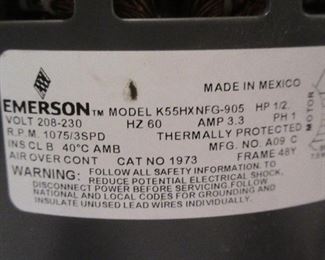 MADE IN MEXICO
EMERSON™ MODEL K55HXNFG-905 HP 1/2
VOLT 208-230 HZ 60 AMP 3.3 PH 1
R.P.M. 1075/3SPD THERMALLY PROTECTED
INS CL B 40°C AMB MFG. NO. A09 C
AIR OVER CONT CAT NO 1973 FRAME 48Y
WARNING: FOLLOW ALL SAFETY INFORMATION. TO
REDUCE POTENTIAL ELECTRICAL SHOCK,
DISCONNECT POWER BEFORE SERVICING. FOLLOW
NATIONAL AND LOCAL CODES FOR GROUNDING AND
INSULATE UNUSED LEAD WIRES INDIVIDUALLY.